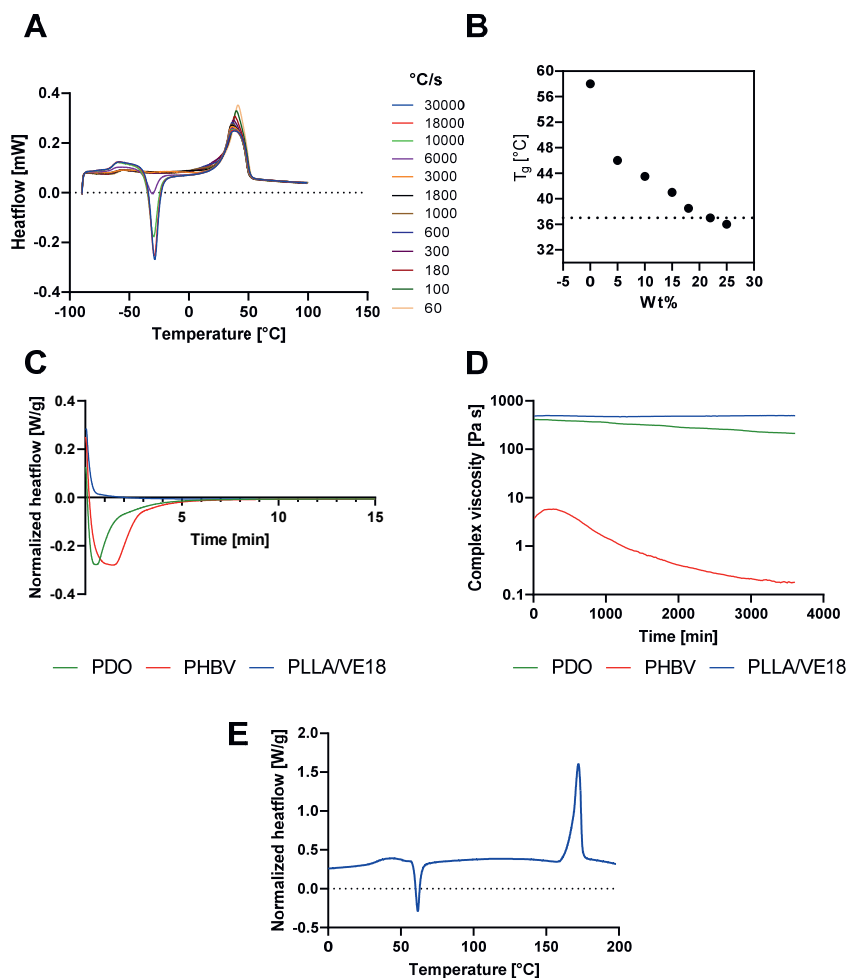 A
Heatflow [mW]
0.4
0.2
0.0
-0.2
-0.4
-100 -50 0 50 100 150
Temperature [°C]
°C/s
30000
18000
10000
6000
3000
1800
1000
600
300
180
100
60
B
Tg [°C]
60
56
52
48
44
40
36
32
-5 0 5 10 15 20 25 30
Wt%
C
Normalized heatflow [W/g]
0.4
0.2
0.0
-0.2
-0.4
5 10 15
Time [min]
PDO PHBV PLLA/VE18
D
Complex viscosity [Pa s]
1000
100
10
1
0.1
0 1000 2000 3000 4000
Time [min]
PDO PHBV PLLA/VE18
E
Normalized heatflow [W/g]
2.0
1.5
1.0
0.5
0.0
-0.5
0 50 100 150 200
Temperature [°C]